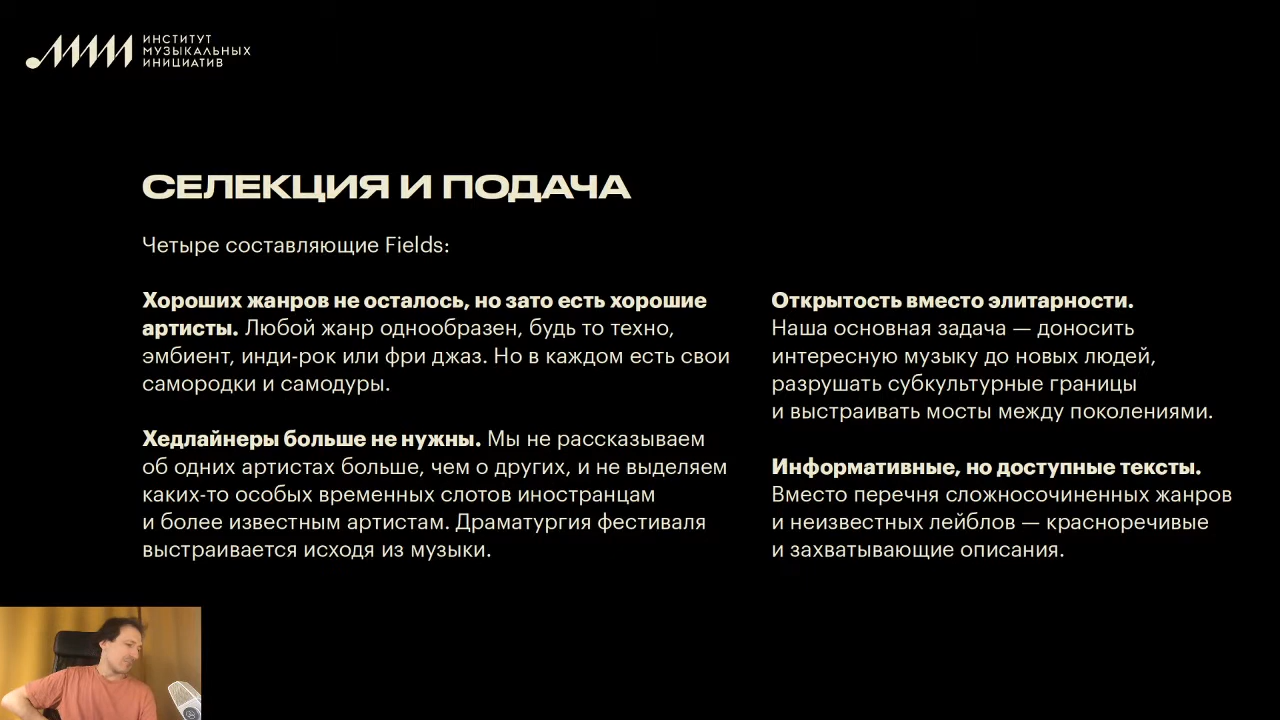 ИНСТИТУТ
МУЗЫКАЛЬНЫХ
ИНИЦИАТИВ
СЕЛЕКЦИЯ И ПОДАЧА
Четыре составляющие Fields:
Хороших жанров не осталось, но зато есть хорошие
артисты. Любой жанр однообразен, будь то техно,
эмбиент, инди-рок или фри джаз. Но в каждом есть свои
самородки и самодуры.
Хедлайнеры больше не нужны. Мы не рассказываем
об одних артистах больше, чем о других, и не выделяем
каких-то особых временных слотов иностранцам
и более известным артистам. Драматургия фестиваля
выстраивается исходя из музыки.
Открытость вместо элитарности.
Наша основная задача — доносить
интересную музыку до новых людей,
разрушать субкультурные границы
и выстраивать мосты между поколениями.
Информативные, но доступные тексты.
Вместо перечня сложносочиненных жанров
и неизвестных лейблов — красноречивые
и захватывающие описания.